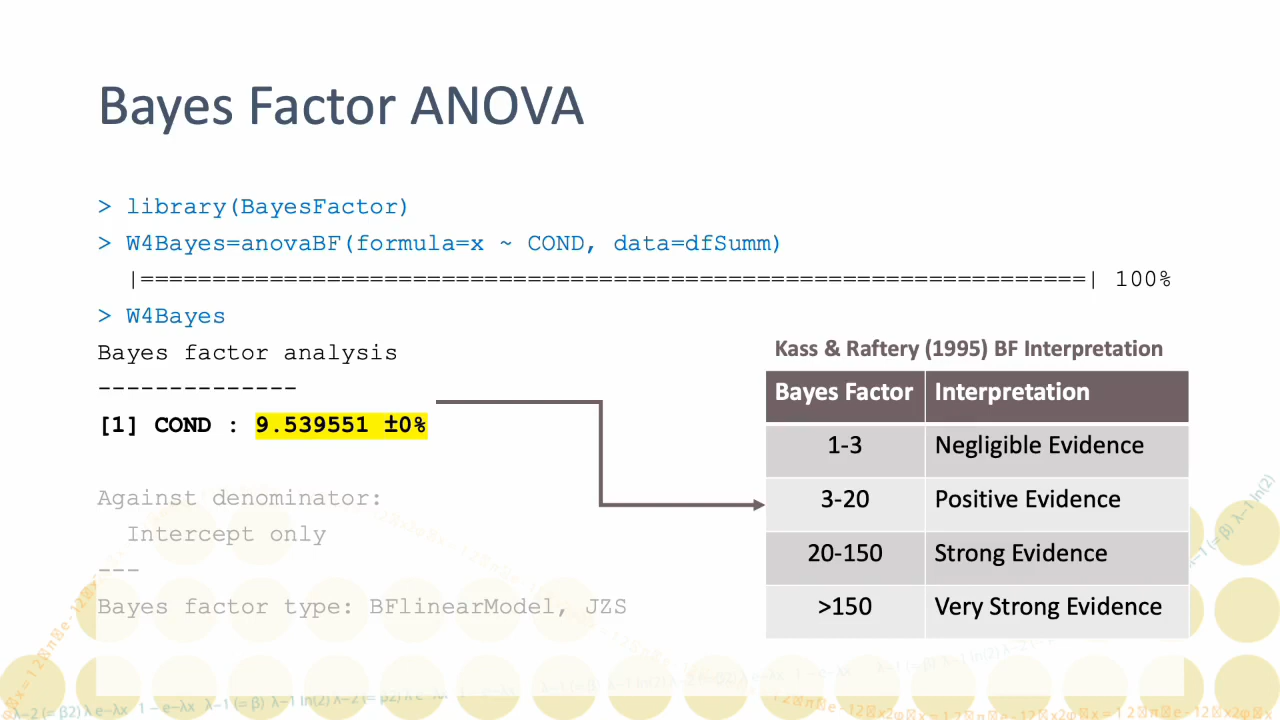 Bayes Factor ANOVA
> library(BayesFactor)
> W4Bayes=anovaBF(formula=x ~ COND, data=dfSumm)
|==================================================================| 100%
> W4Bayes
Bayes factor analysis
--------------
[1] COND : 9.539551 ±0%
Against denominator:
Intercept only
---
Bayes factor type: BFlinearModel, JZS
Kass & Raftery (1995) BF Interpretation
Bayes Factor Interpretation
1-3 Negligible Evidence
3-20 Positive Evidence
20-150 Strong Evidence
>150 Very Strong Evidence